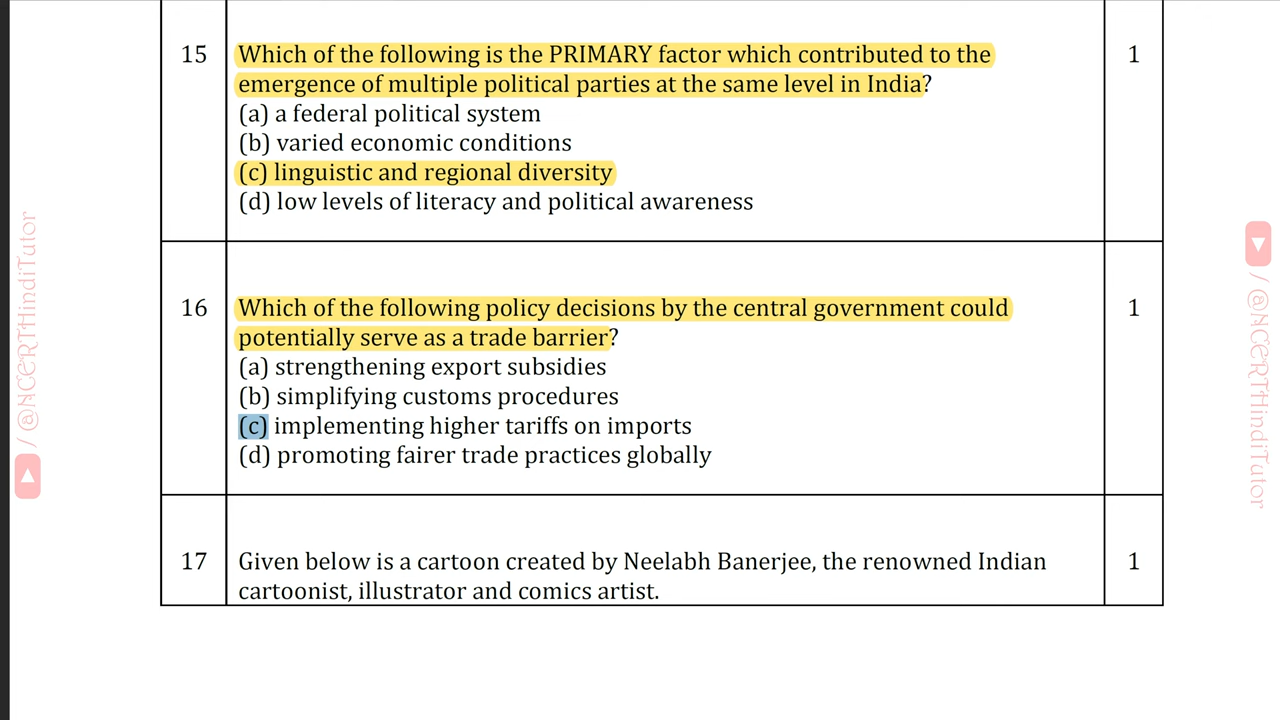 15
Which of the following is the PRIMARY factor which contributed to the
1
emergence of multiple political parties at the same level in India?
(a) a federal political system
(b) varied economic conditions
(c) linguistic and regional diversity
(d) low levels of literacy and political awareness
16
Which of the following policy decisions by the central government could
1
potentially serve as a trade barrier?
(a) strengthening export subsidies
(b) simplifying customs procedures
(c) implementing higher tariffs on imports
(d) promoting fairer trade practices globally
17
Given below is a cartoon created by Neelabh Banerjee, the renowned Indian
1
cartoonist, illustrator and comics artist.
/@NCERTHindiTutor
/@NCERTHindiTutor